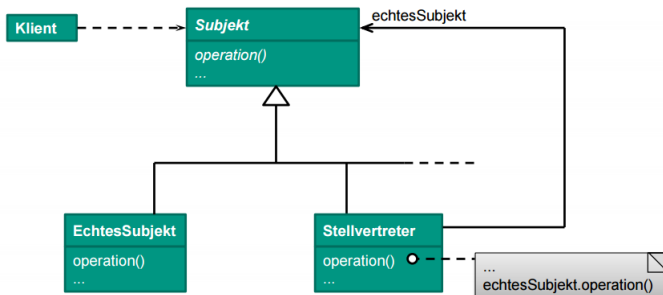 Klient
Subjekt
operation()
...
echtesSubjekt
EchtesSubjekt
operation()
...
Stellvertreter
operation()
...
...
echtesSubjekt.operation()